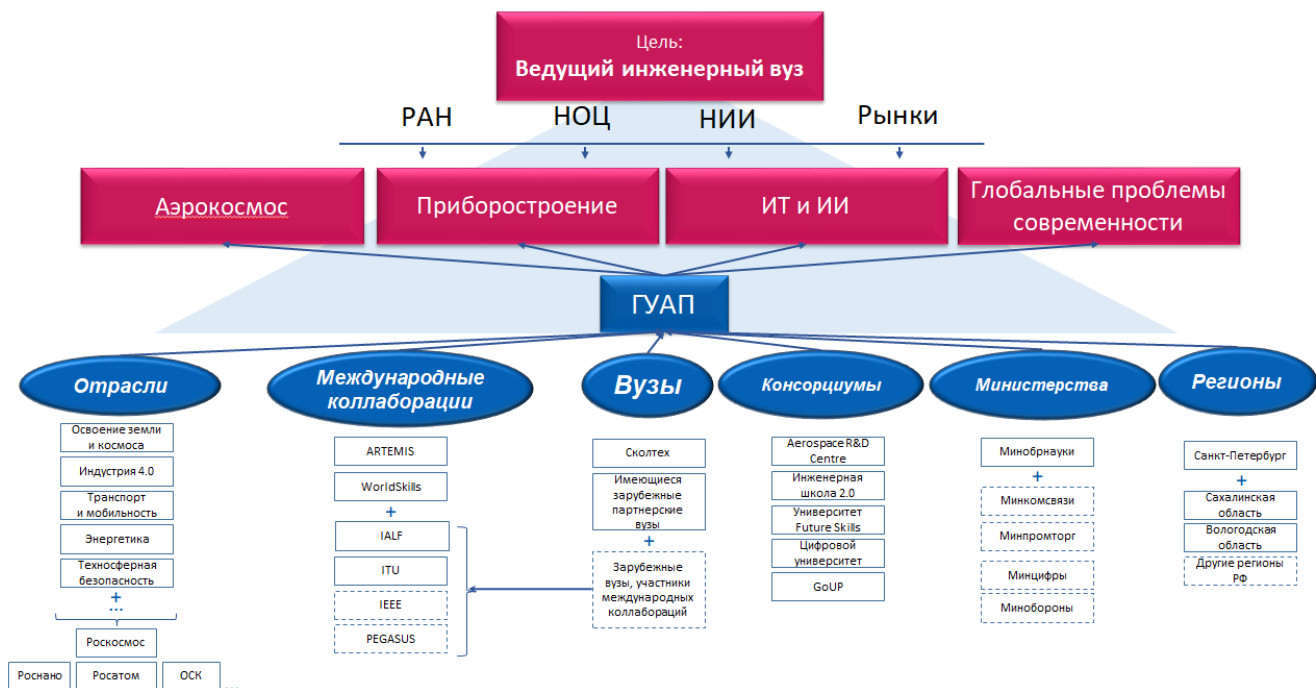 Цель:
Ведущий инженерный вуз
РАН
НОЦ
НИИ
Рынки
Аэрокосмос
Приборостроение
ИТ и ИИ
Глобальные проблемы
современности
ГУАП
Отрасли
Международные
коллаборации
Вузы
Консорциумы
Министерства
Регионы
Освоение земли
и космоса
Индустрия 4.0
Транспорт
и мобильность
Энергетика
Техносферная
безопасность
+
...
Роскосмос
Роснано
Росатом
ОСК
...
ARTEMIS
WorldSkills
+
IALF
ITU
IEEE
PEGASUS
Сколтех
Имеющиеся
зарубежные
партнерские
вузы
+
Зарубежные
вузы, участники
международных
коллабораций
Aerospace R&D
Centre
Инженерная
школа 2.0
Университет
Future Skills
Цифровой
университет
GoUP
Минобрнауки
+
Минкомсвязи
Минпромторг
Минцифры
Минобороны
Санкт-Петербург
+
Сахалинская
область
Вологодская
область
Другие регионы
РФ